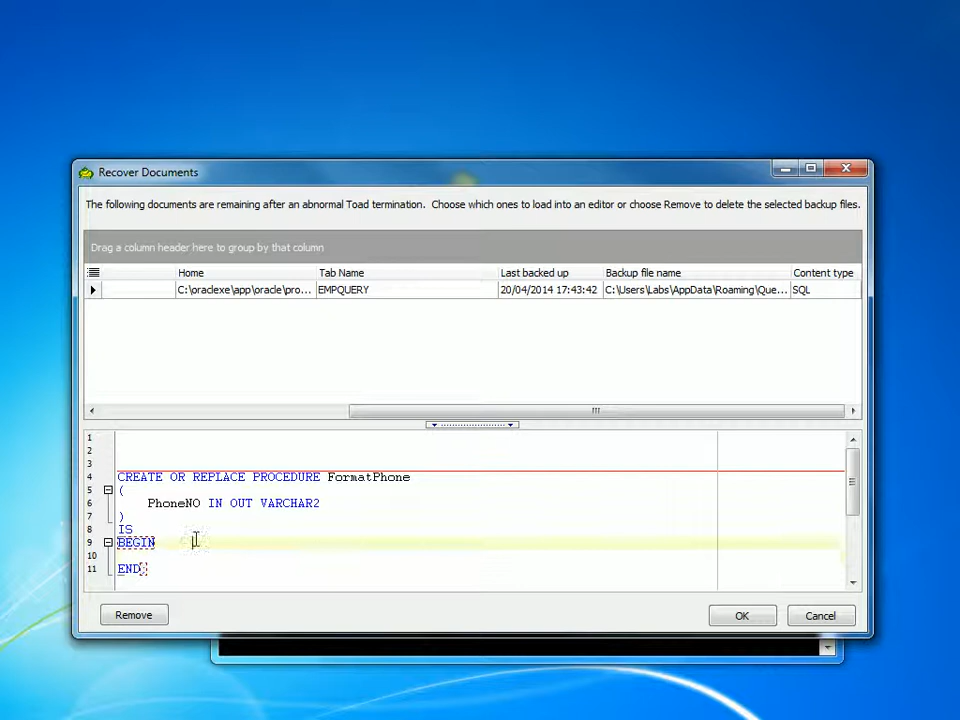 Recover Documents
The following documents are remaining after an abnormal Toad termination. Choose which ones to load into an editor or choose Remove to delete the selected backup files.
Drag a column header here to group by that column
Home Tab Name Last backed up Backup file name Content type
C:\oraclexe\app\oracle\pro... EMPQUERY 20/04/2014 17:43:42 C:\Users\Labs\AppData\Roaming\Que... SQL
1
2
3
4 CREATE OR REPLACE PROCEDURE FormatPhone
5 (
6 PhoneNO IN OUT VARCHAR2
7 )
8 IS
9 BEGIN
10
11 END;
Remove OK Cancel